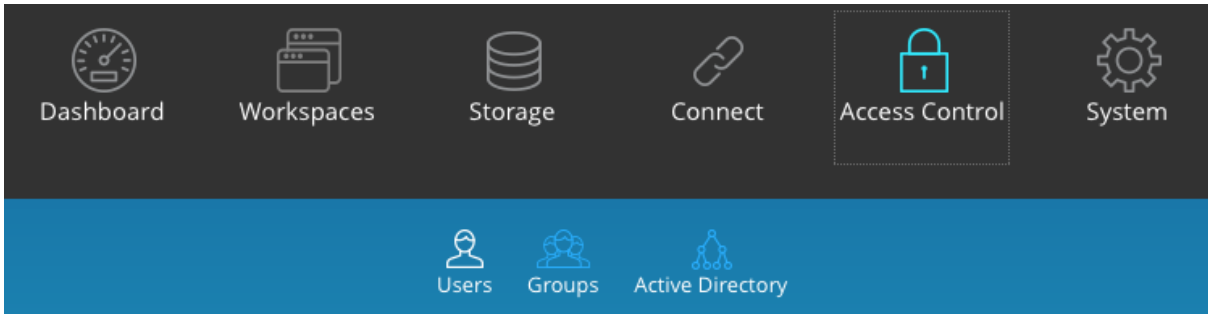 Dashboard Workspaces Storage Connect Access Control System
Users Groups Active Directory